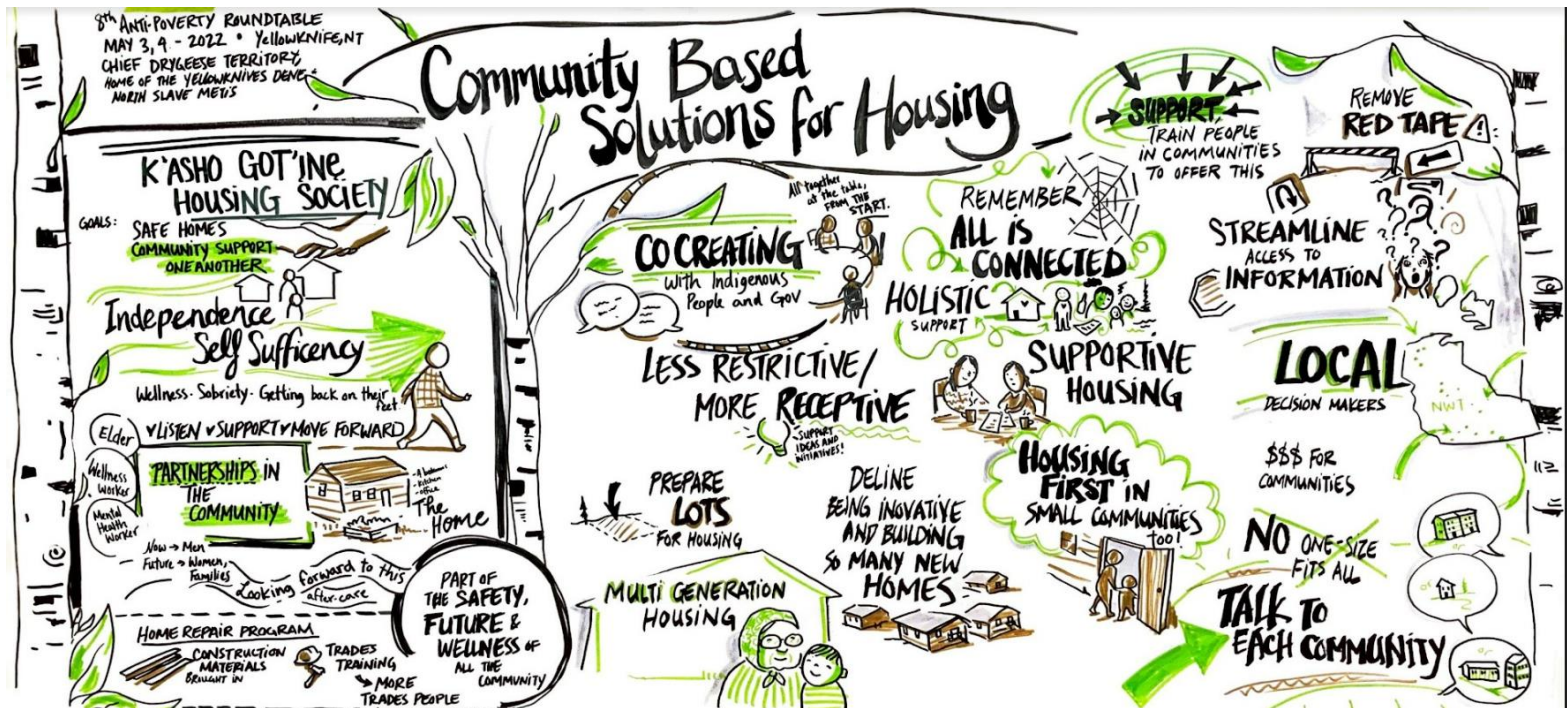 8th ANTI-POVERTY ROUNDTABLE
MAY 3, 4 - 2022 • YellowKNIFE, NT
CHIEF DRYGEESE TERRITORY,
HOME OF THE YELLOWKNIVES DENE
NORTH SLAVE METIS
Community Based
Solutions for Housing
K'ASHO GOT'INE
HOUSING SOCIETY
GOALS:
SAFE HOMES
COMMUNITY SUPPORT
ONE ANOTHER
Independence
Self Sufficency
Wellness · Sobriety · Getting back on their
feet
Elder
Wellness
Worker
Mental
Health
Worker
LISTEN SUPPORT MOVE FORWARD
PARTNERSHIPS IN
THE
COMMUNITY
- Kitchen
- office
The
Home
Now → Men
Future → Women,
Families
Looking forward to this
after-care
HOME REPAIR PROGRAM
CONSTRUCTION
MATERIALS
BROUGHT IN
TRADES
TRAINING
↳ MORE
TRADES PEOPLE
PART OF
THE SAFETY,
FUTURE &
WELLNESS OF
ALL THE
COMMUNITY
CO CREATING
With Indigenous
People and Gov
All together
at the table,
FROM THE
START.
REMEMBER
ALL IS
CONNECTED
HOLISTIC
SUPPORT
LESS RESTRICTIVE/
MORE RECEPTIVE
- SUPPORT
IDEAS AND
INITIATIVES!
SUPPORTIVE
HOUSING
PREPARE
LOTS
FOR HOUSING
DELINE
BEING INOVATIVE
AND BUILDING
SO MANY NEW
HOMES
MULTI GENERATION
HOUSING
HOUSING
FIRST IN
SMALL COMMUNITIES
too!
SUPPORT,
TRAIN PEOPLE
IN COMMUNITIES
TO OFFER THIS
REMOVE
RED TAPE
STREAMLINE
ACCESS TO
INFORMATION
LOCAL
DECISION MAKERS
NWT
$$$ FOR
COMMUNITIES
NO ONE-SIZE
FITS ALL
TALK TO
EACH COMMUNITY
or
or
or